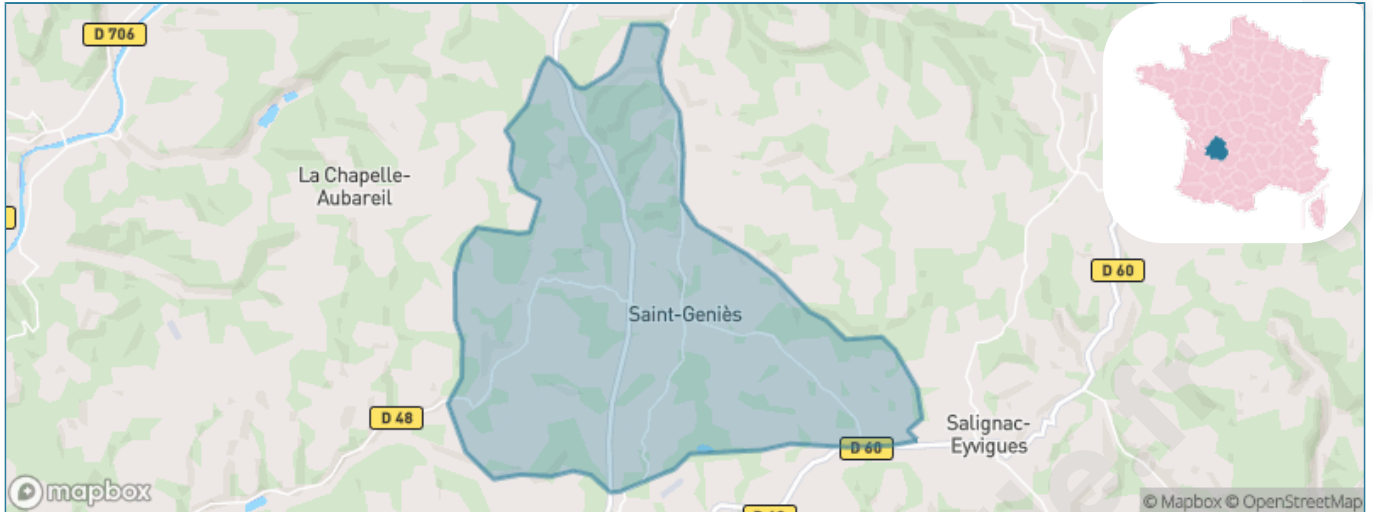 D 706
La Chapelle-
Aubareil
D 60
Saint-Geniès
D 48
Salignac-
Eyvigues
D 60
mapbox
© Mapbox © OpenStreetMap